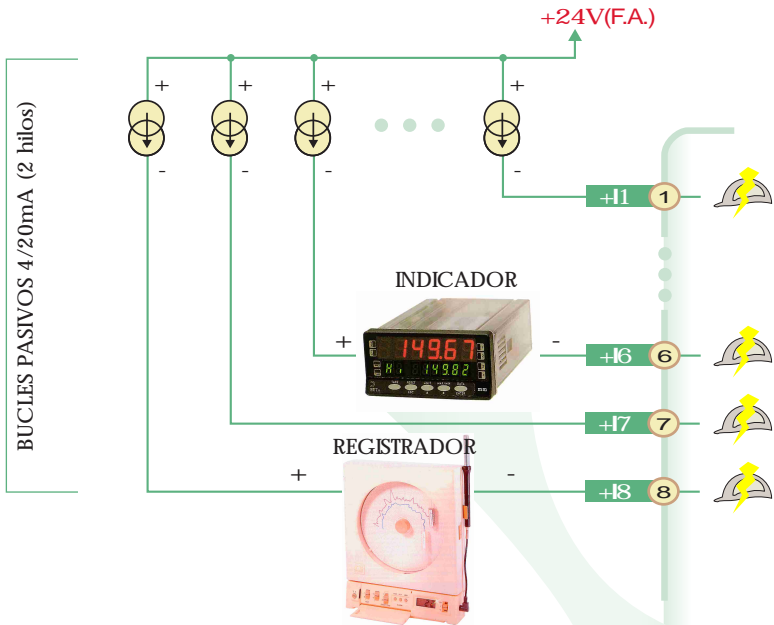 +24V(F.A.)
BUCLES PASIVOS 4/20mA (2 hilos)
+ + + +
- - - -
+I1 1
INDICADOR
+ -
149.67
Hi 149.82
+I6 6
+I7 7
REGISTRADOR
+ -
+I8 8